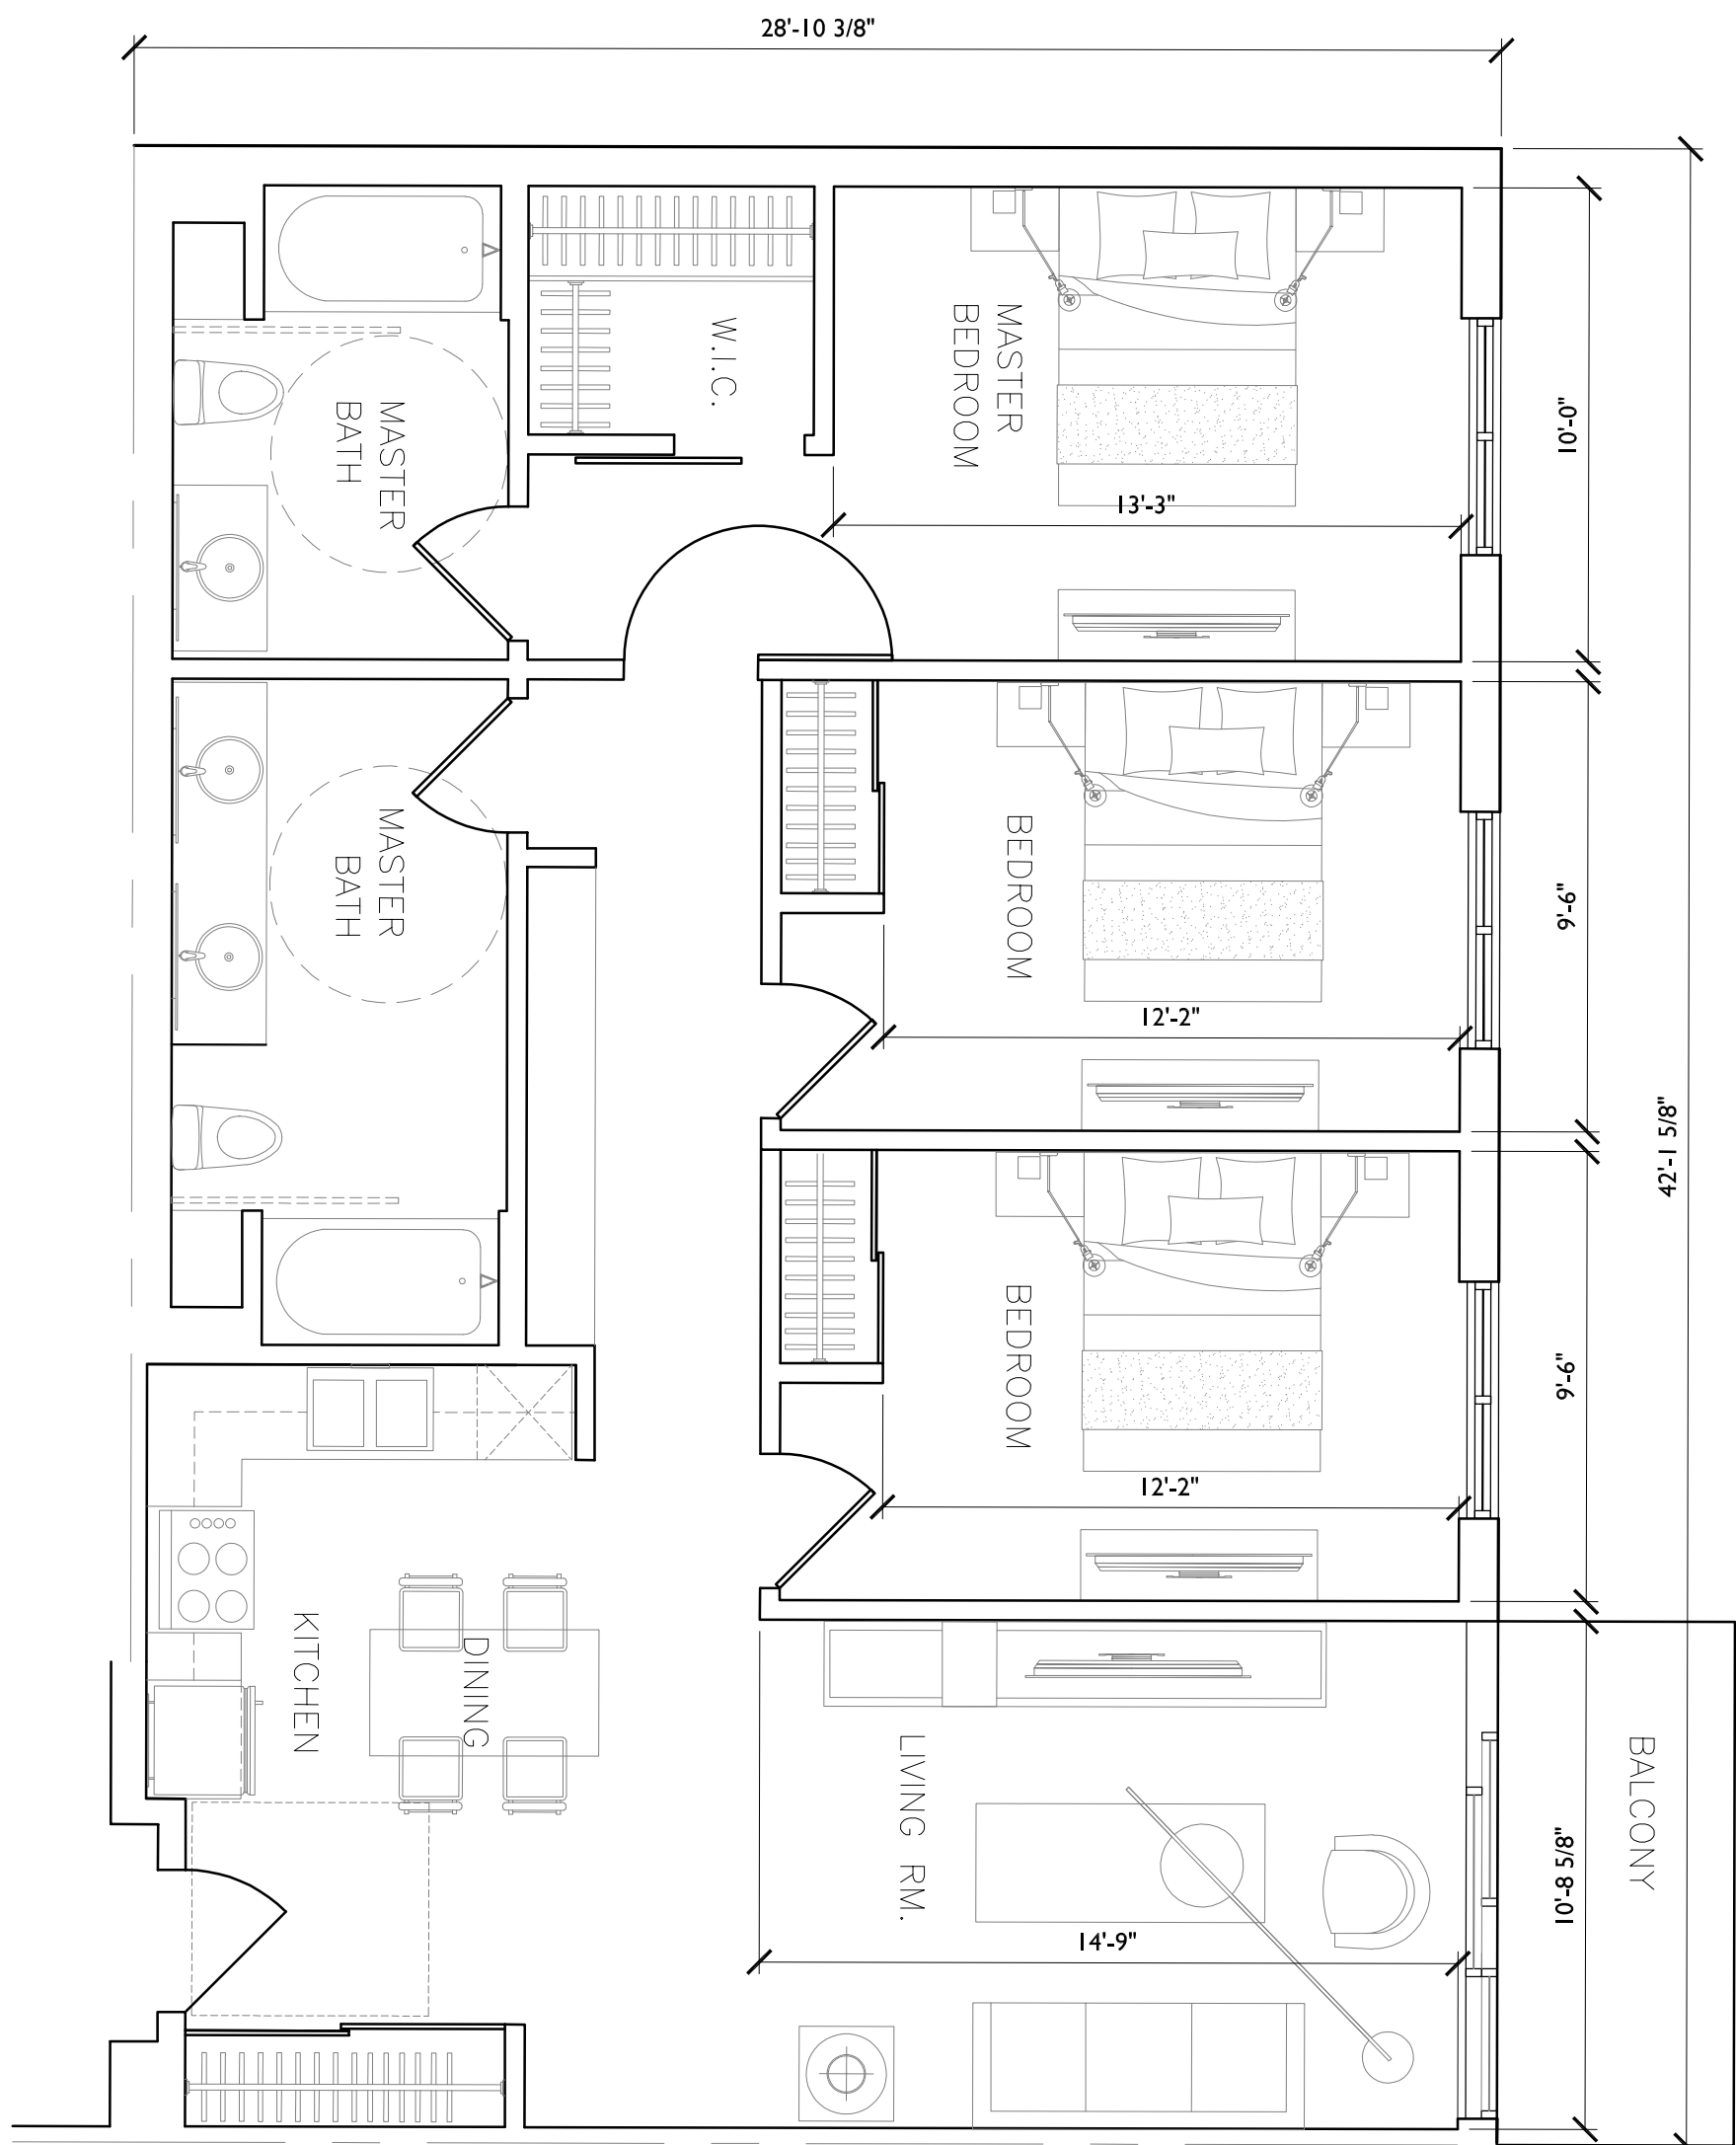 28'-10 3/8"
W.I.C.
MASTER
BEDROOM
10'-0"
MASTER
BATH
13'-3"
MASTER
BATH
BEDROOM
9'-6"
12'-2"
42'-1 5/8"
BEDROOM
9'-6"
12'-2"
KITCHEN
DINING
LIVING RM.
BALCONY
10'-8 5/8"
14'-9"